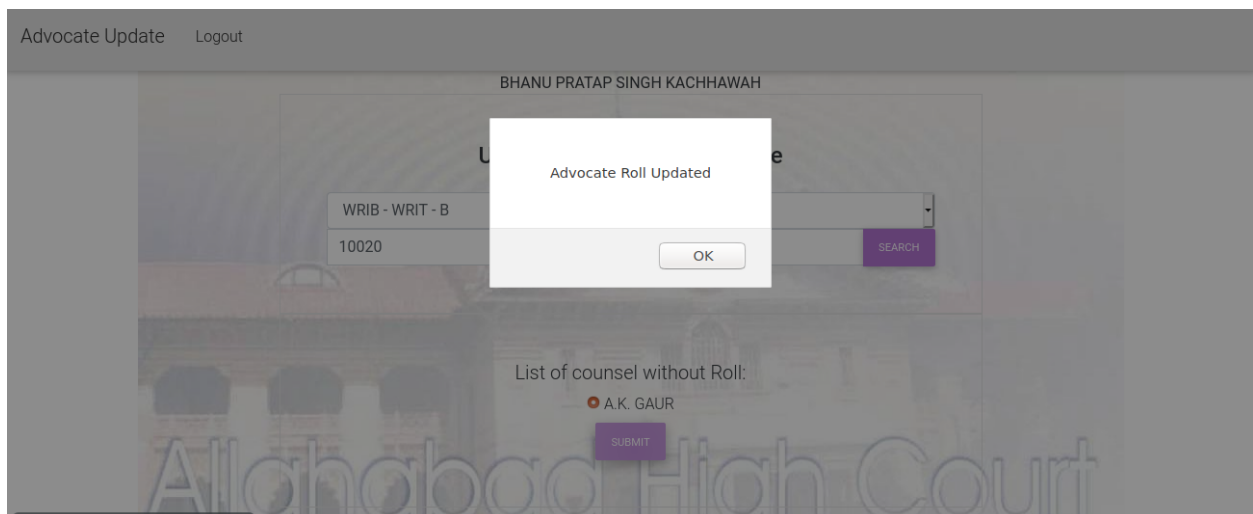 Advocate Update Logout
BHANU PRATAP SINGH KACHHAWAH
Advocate Roll Updated
WRIB - WRIT - B
10020
SEARCH
OK
List of counsel without Roll:
A.K. GAUR
SUBMIT
Allahabad High Court